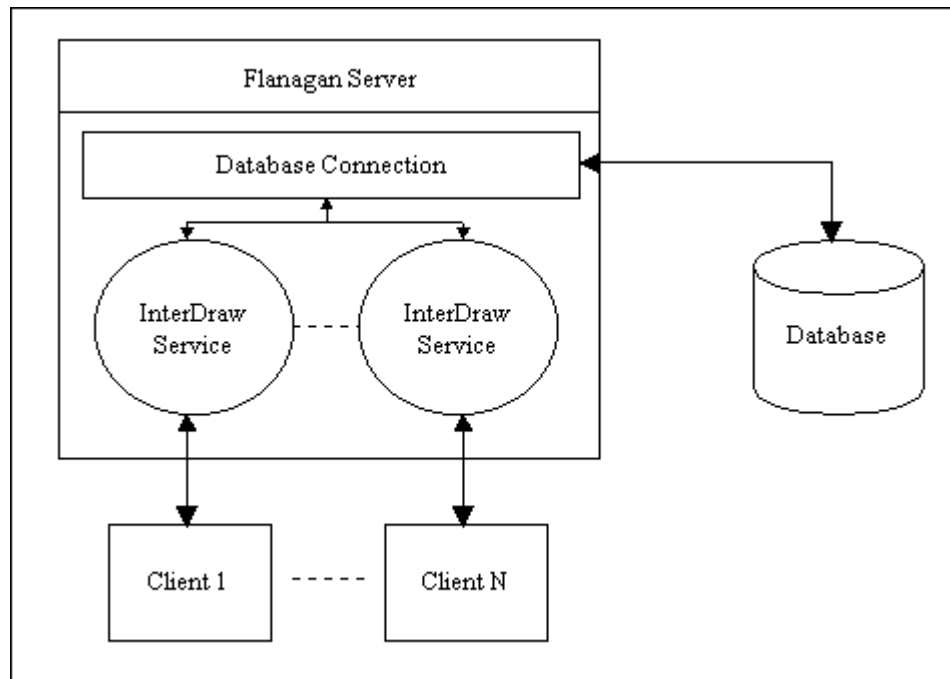 Flanagan Server
Database Connection
InterDraw
Service
InterDraw
Service
Database
Client 1
Client N